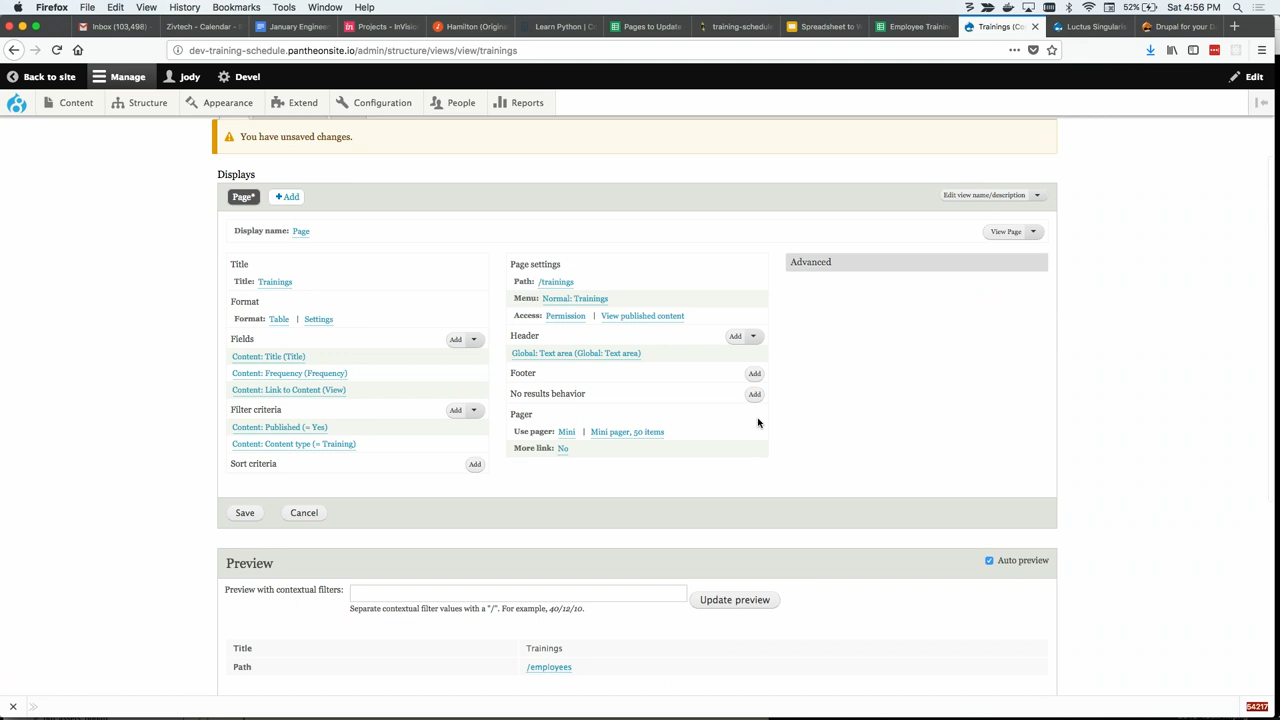 Firefox File Edit View History Bookmarks Tools Window Help 52% Sat 4:56 PM
Inbox (103,498) Zivtech - Calendar - January Engineer Projects - InVision Hamilton (Origina Learn Python | Co Pages to Update training-schedule Spreadsheet to W Employee Training Trainings (Co Luctus Singularis Drupal for your D
dev-training-schedule.pantheonsite.io/admin/structure/views/view/trainings
Back to site Manage Jody Devel Edit
Content Structure Appearance Extend Configuration People Reports
You have unsaved changes.
Displays
Page* +Add Edit view name/description
Display name: Page View Page
Title
Title: Trainings
Format
Format: Table | Settings
Fields Add
Content: Title (Title)
Content: Frequency (Frequency)
Content: Link to Content (View)
Filter criteria Add
Content: Published (= Yes)
Content: Content type (= Training)
Sort criteria Add
Page settings
Path: /trainings
Menu: Normal: Trainings
Access: Permission | View published content
Header Add
Global: Text area (Global: Text area)
Footer Add
No results behavior Add
Pager
Use pager: Mini | Mini pager, 50 items
More link: No
Advanced
Save Cancel
Preview Auto preview
Preview with contextual filters: Update preview
Separate contextual filter values with a "/". For example, 40/12/10.
Title Trainings
Path /employees
54217